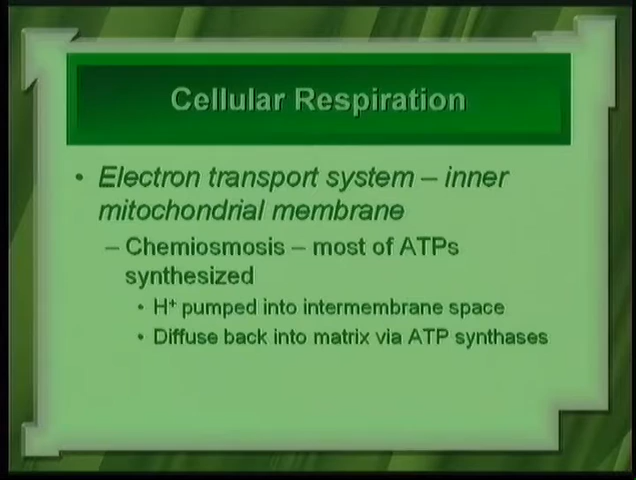 Cellular Respiration
• Electron transport system – inner
mitochondrial membrane
– Chemiosmosis – most of ATPs
synthesized
• H⁺ pumped into intermembrane space
• Diffuse back into matrix via ATP synthases